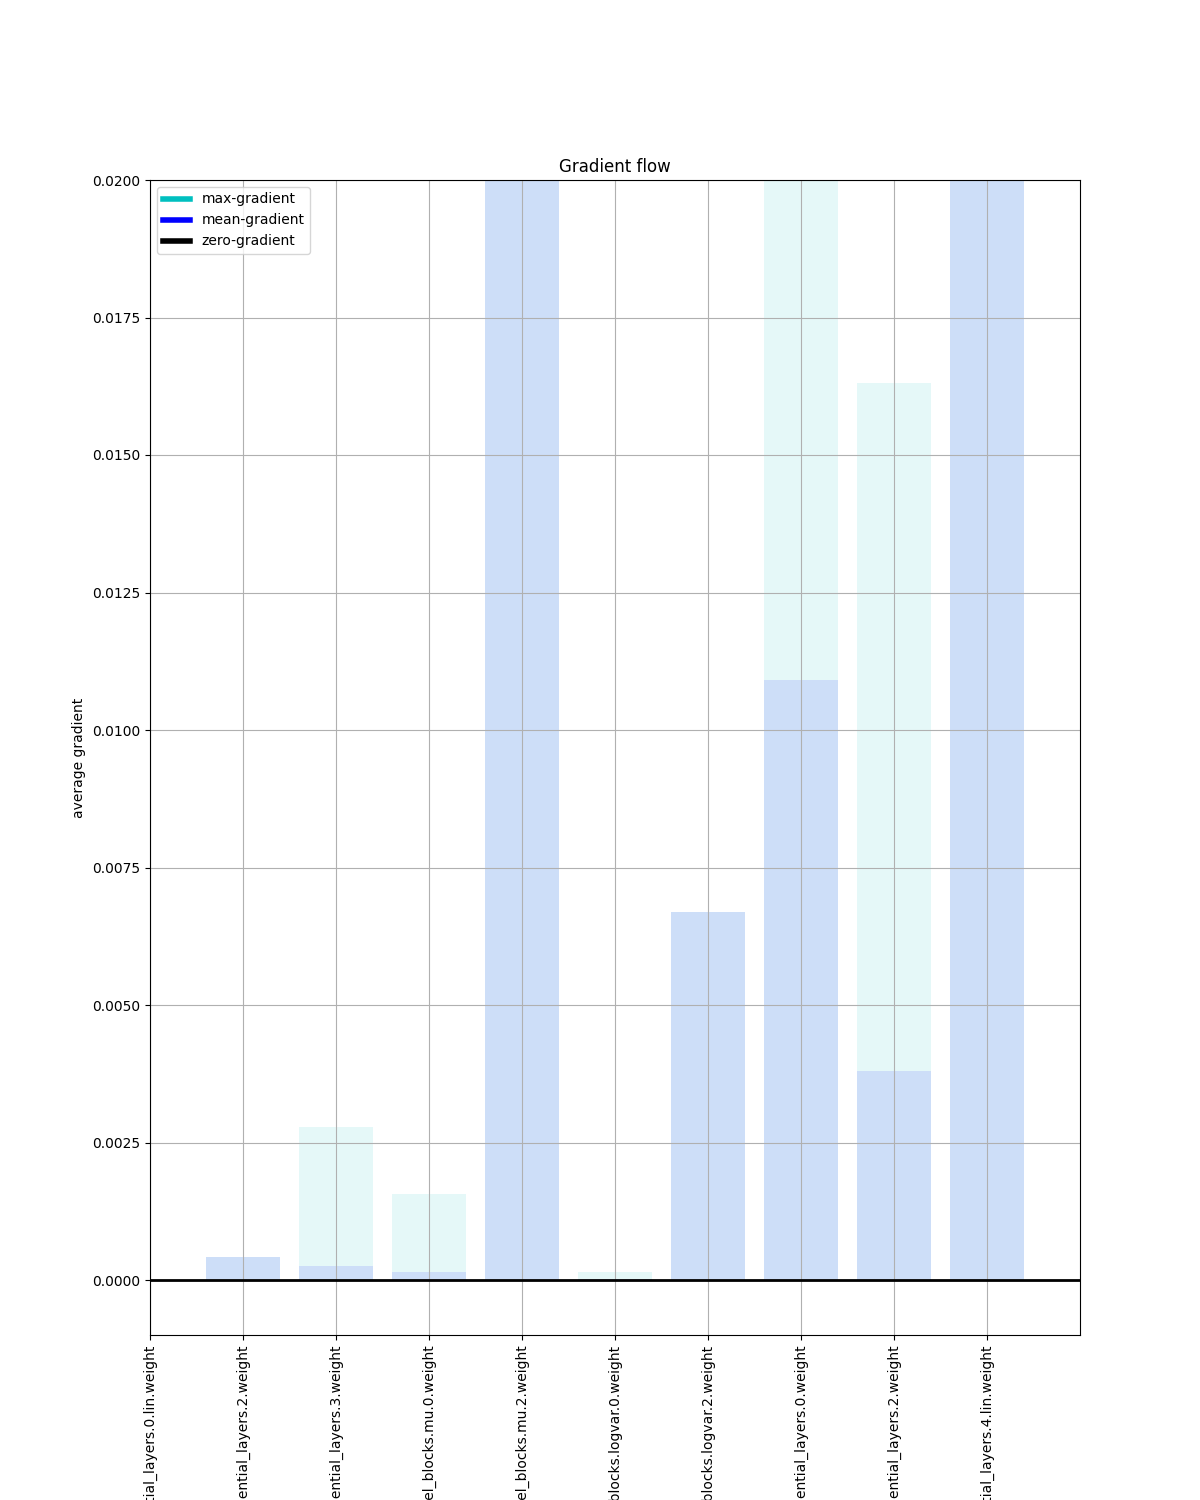 Gradient flow
max-gradient
mean-gradient
zero-gradient
0.0200
0.0175
0.0150
0.0125
0.0100
0.0075
0.0050
0.0025
0.0000
average gradient
tial_layers.0.lin.weight
ential_layers.2.weight
ential_layers.3.weight
el_blocks.mu.0.weight
el_blocks.mu.2.weight
blocks.logvar.0.weight
blocks.logvar.2.weight
ential_layers.0.weight
ential_layers.2.weight
tial_layers.4.lin.weight